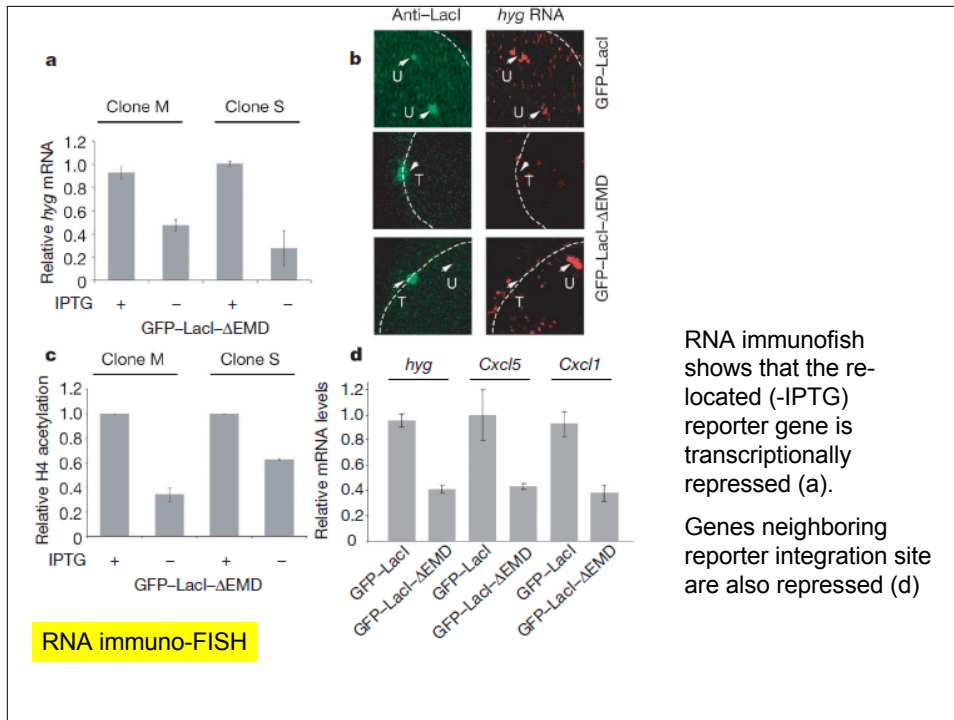 a
Clone M Clone S
Relative hyg mRNA
1.2
1.0
0.8
0.6
0.4
0.2
0
IPTG + − + −
GFP–LacI–ΔEMD
b
Anti–LacI hyg RNA
U
U
U
U
GFP–LacI
T
T
U
T
U
T
GFP–LacI–ΔEMD
c
Clone M Clone S
Relative H4 acetylation
1.2
1.0
0.8
0.6
0.4
0.2
0
IPTG + − + −
GFP–LacI–ΔEMD
d
hyg Cxcl5 Cxcl1
Relative mRNA levels
1.2
1.0
0.8
0.6
0.4
1.2
0
GFP–LacI
GFP–LacI–ΔEMD
GFP–LacI
GFP–LacI–ΔEMD
GFP–LacI
GFP–LacI–ΔEMD
RNA immunofish
shows that the re-
located (-IPTG)
reporter gene is
transcriptionally
repressed (a).
Genes neighboring
reporter integration site
are also repressed (d)
RNA immuno-FISH